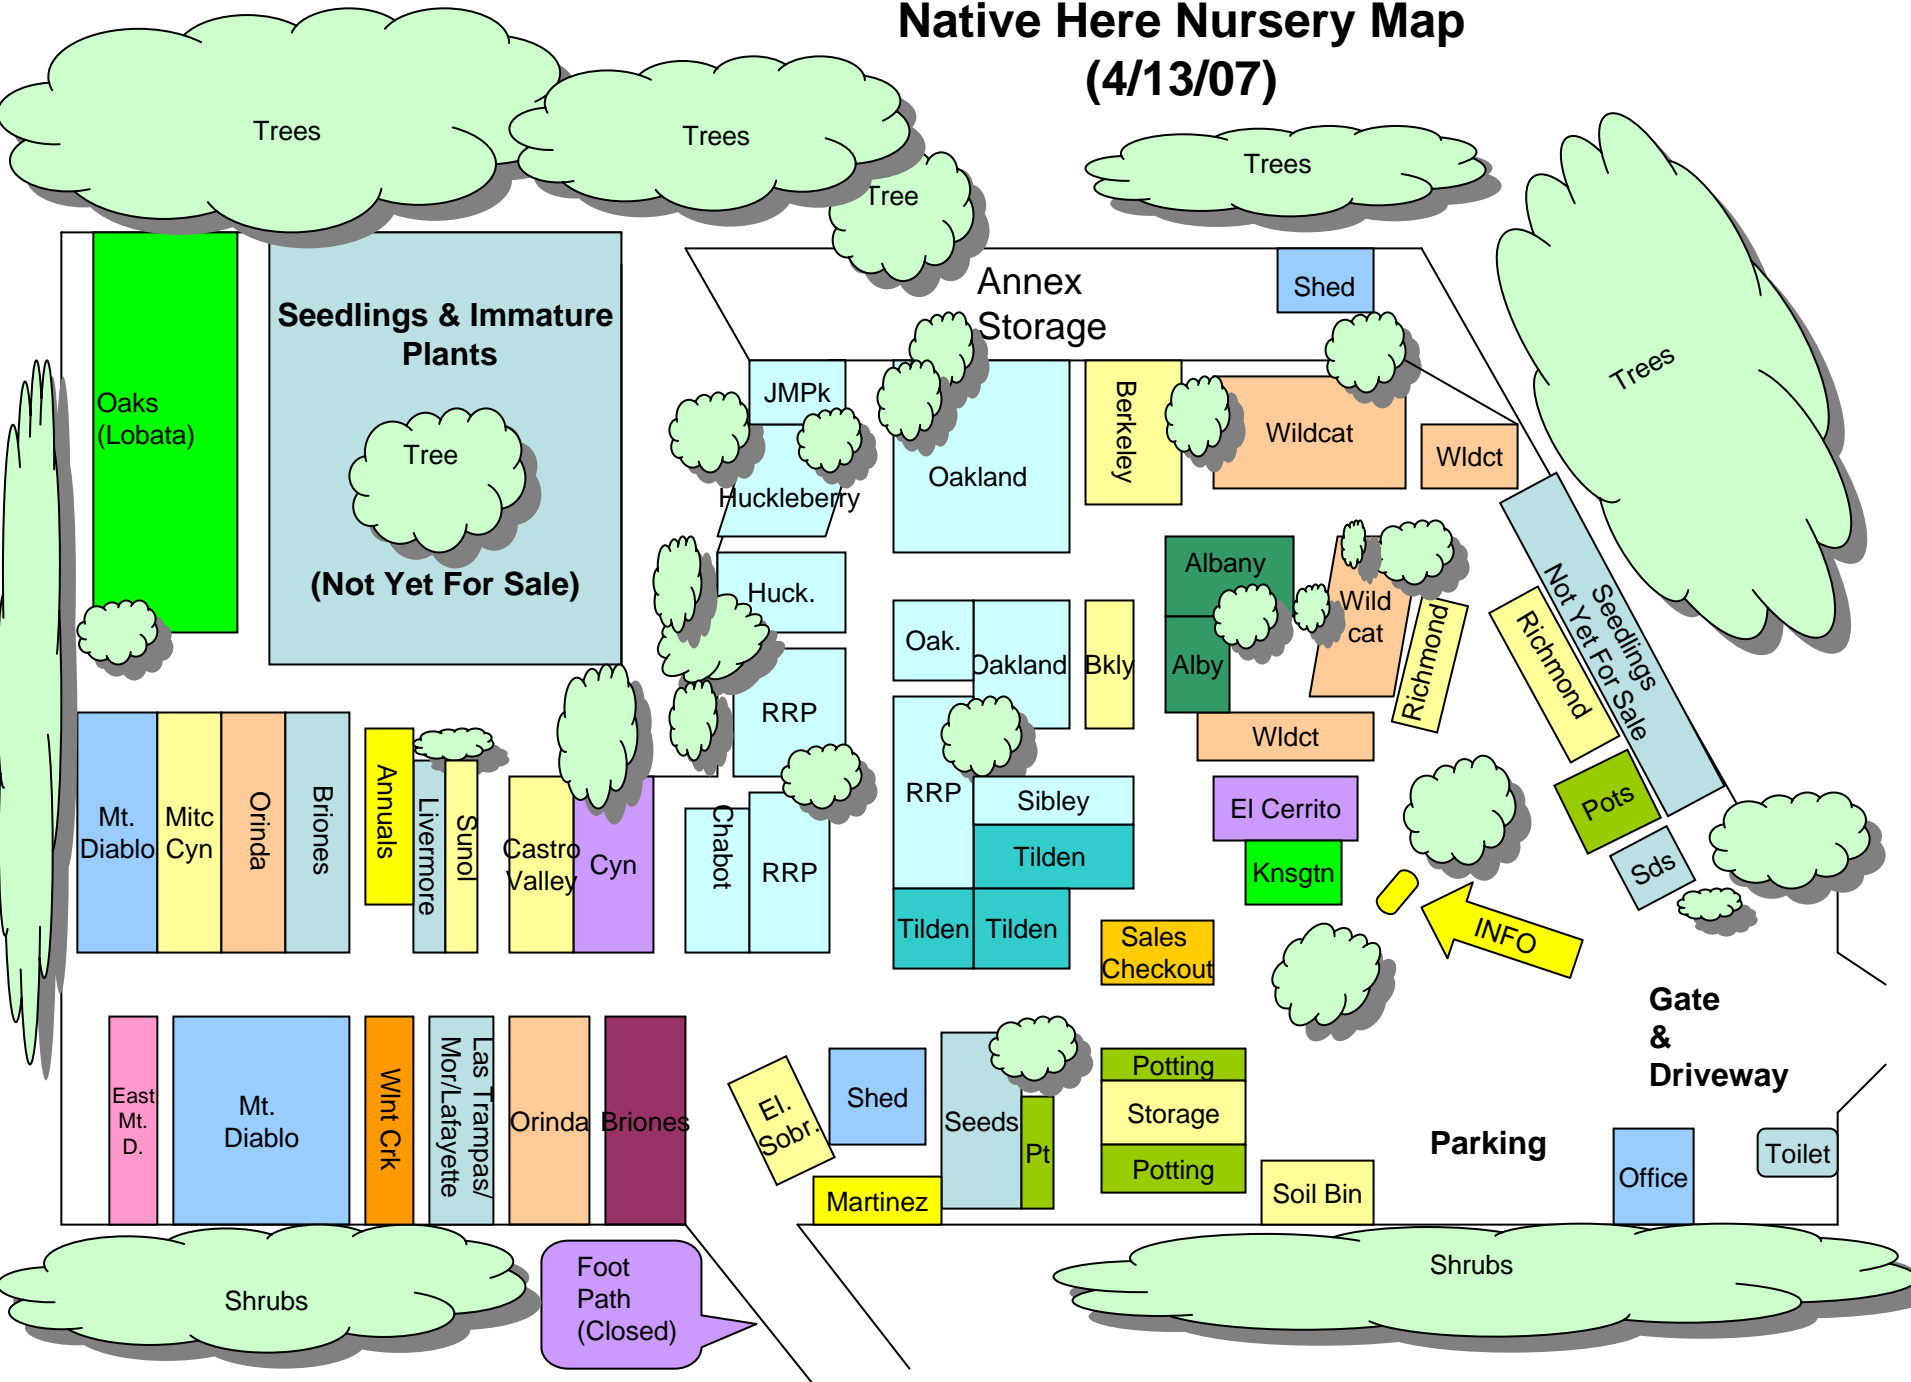 Native Here Nursery Map
(4/13/07)
Trees
Trees
Tree
Trees
Trees
Annex
Storage
Shed
Seedlings & Immature
Plants
Tree
(Not Yet For Sale)
Oaks
(Lobata)
JMPk
Huckleberry
Huck.
RRP
Chabot
RRP
Oakland
Berkeley
Wildcat
Wldct
Oak.
Oakland
Bkly
Albany
Alby
Wild
cat
Richmond
Richmond
Seedlings
Not Yet For Sale
Wldct
RRP
Sibley
Tilden
Tilden
Tilden
El Cerrito
Knsgtn
Pots
Sds
INFO
Sales
Checkout
Mt.
Diablo
Mitc
Cyn
Orinda
Briones
Annuals
Livermore
Sunol
Castro
Valley
Cyn
East
Mt.
D.
Mt.
Diablo
Wlnt Crk
Las Trampas/
Mor/Lafayette
Orinda
Briones
El.
Sobr.
Shed
Martinez
Seeds
Pt
Potting
Storage
Potting
Soil Bin
Parking
Gate
&
Driveway
Office
Toilet
Shrubs
Foot
Path
(Closed)
Shrubs